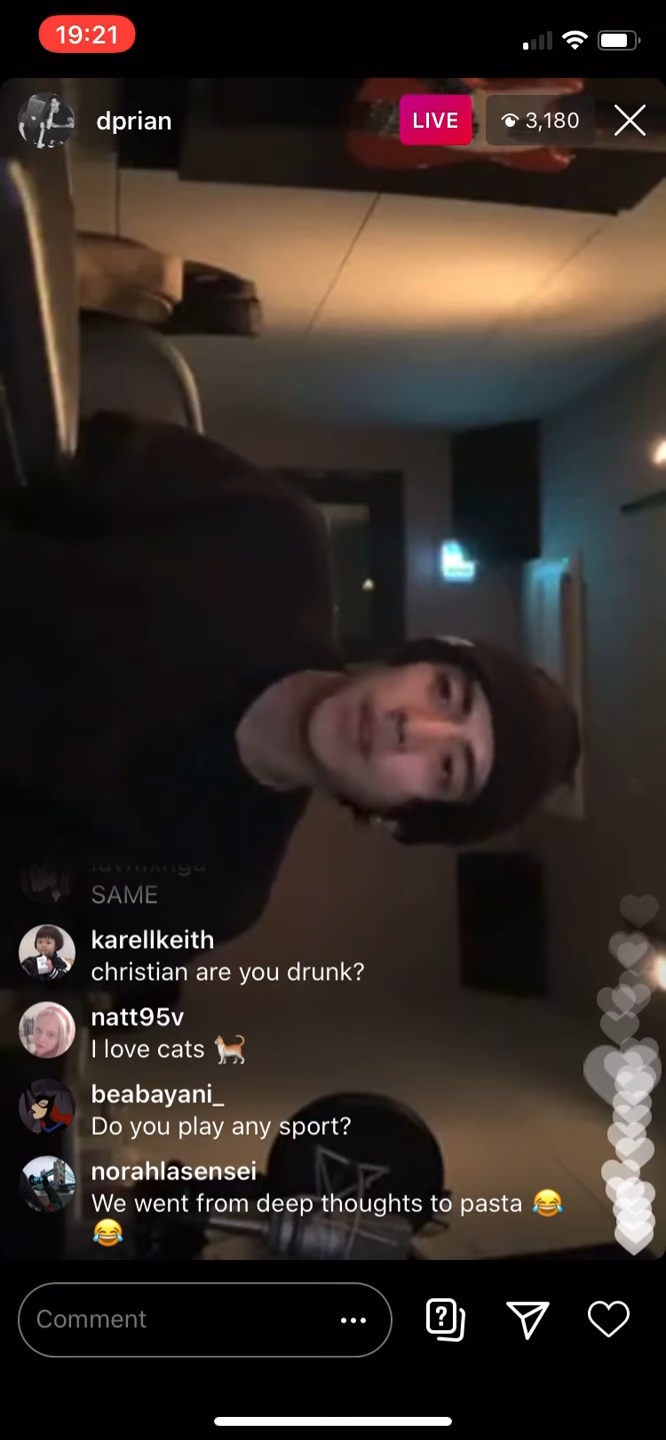 19:21
dprian
LIVE
3,180
SAME
karellkeith
christian are you drunk?
natt95v
I love cats 🐈
beabayani_
Do you play any sport?
norahlasensei
We went from deep thoughts to pasta 😂
😂
Comment